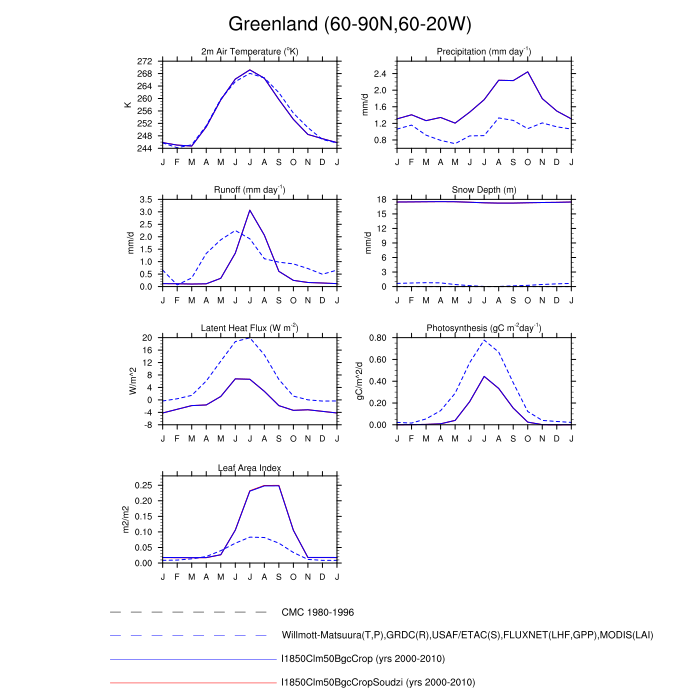 Greenland (60-90N,60-20W)
2m Air Temperature (°K)
K
272
268
264
260
256
252
248
244
J F M A M J J A S O N D J
Precipitation (mm day⁻¹)
mm/d
2.4
2.0
1.6
1.2
0.8
J F M A M J J A S O N D J
Runoff (mm day⁻¹)
mm/d
3.5
3.0
2.5
2.0
1.5
1.0
0.5
0.0
J F M A M J J A S O N D J
Snow Depth (m)
mm/d
18
15
12
9
6
3
0
J F M A M J J A S O N D J
Latent Heat Flux (W m⁻²)
W/m^2
20
16
12
8
4
0
-4
-8
J F M A M J J A S O N D J
Photosynthesis (gC m⁻²day⁻¹)
gC/m^2/d
0.80
0.60
0.40
0.20
0.00
J F M A M J J A S O N D J
Leaf Area Index
m2/m2
0.25
0.20
0.15
0.10
0.05
0.00
J F M A M J J A S O N D J
CMC 1980-1996
Willmott-Matsuura(T,P),GRDC(R),USAF/ETAC(S),FLUXNET(LHF,GPP),MODIS(LAI)
I1850Clm50BgcCrop (yrs 2000-2010)
I1850Clm50BgcCropSoudzi (yrs 2000-2010)